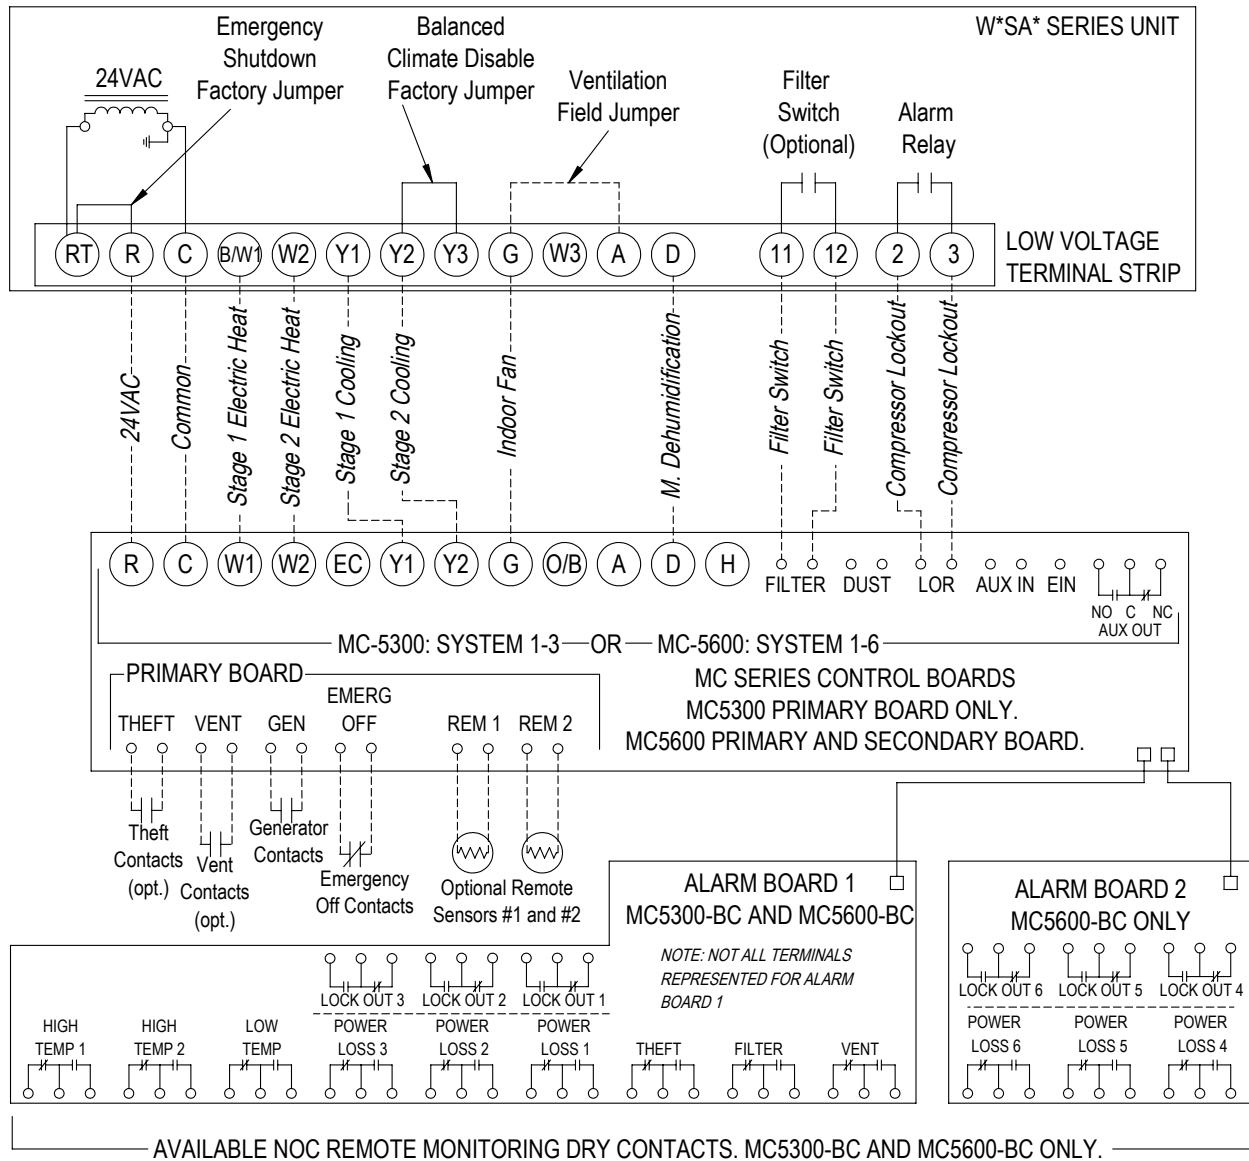 W*SA* SERIES UNIT
Emergency
Shutdown
Factory Jumper
Balanced
Climate Disable
Factory Jumper
24VAC
Ventilation
Field Jumper
Filter
Switch
(Optional)
Alarm
Relay
RT R C B/W1 W2 Y1 Y2 Y3 G W3 A D 11 12 2 3
LOW VOLTAGE
TERMINAL STRIP
24VAC
Common
Stage 1 Electric Heat
Stage 2 Electric Heat
Stage 1 Cooling
Stage 2 Cooling
Indoor Fan
M. Dehumidification
Filter Switch
Filter Switch
Compressor Lockout
Compressor Lockout
R C W1 W2 EC Y1 Y2 G O/B A D H
FILTER DUST LOR AUX IN EIN
NO C NC
AUX OUT
MC-5300: SYSTEM 1-3 OR MC-5600: SYSTEM 1-6
PRIMARY BOARD
MC SERIES CONTROL BOARDS
MC5300 PRIMARY BOARD ONLY.
MC5600 PRIMARY AND SECONDARY BOARD.
THEFT VENT GEN
EMERG
OFF
REM 1 REM 2
Theft
Contacts
(opt.)
Vent
Contacts
(opt.)
Generator
Contacts
Emergency
Off Contacts
Optional Remote
Sensors #1 and #2
ALARM BOARD 1
MC5300-BC AND MC5600-BC
NOTE: NOT ALL TERMINALS
REPRESENTED FOR ALARM
BOARD 1
ALARM BOARD 2
MC5600-BC ONLY
LOCK OUT 3 LOCK OUT 2 LOCK OUT 1
LOCK OUT 6 LOCK OUT 5 LOCK OUT 4
HIGH
TEMP 1
HIGH
TEMP 2
LOW
TEMP
POWER
LOSS 3
POWER
LOSS 2
POWER
LOSS 1
THEFT
FILTER
VENT
POWER
LOSS 6
POWER
LOSS 5
POWER
LOSS 4
AVAILABLE NOC REMOTE MONITORING DRY CONTACTS. MC5300-BC AND MC5600-BC ONLY.